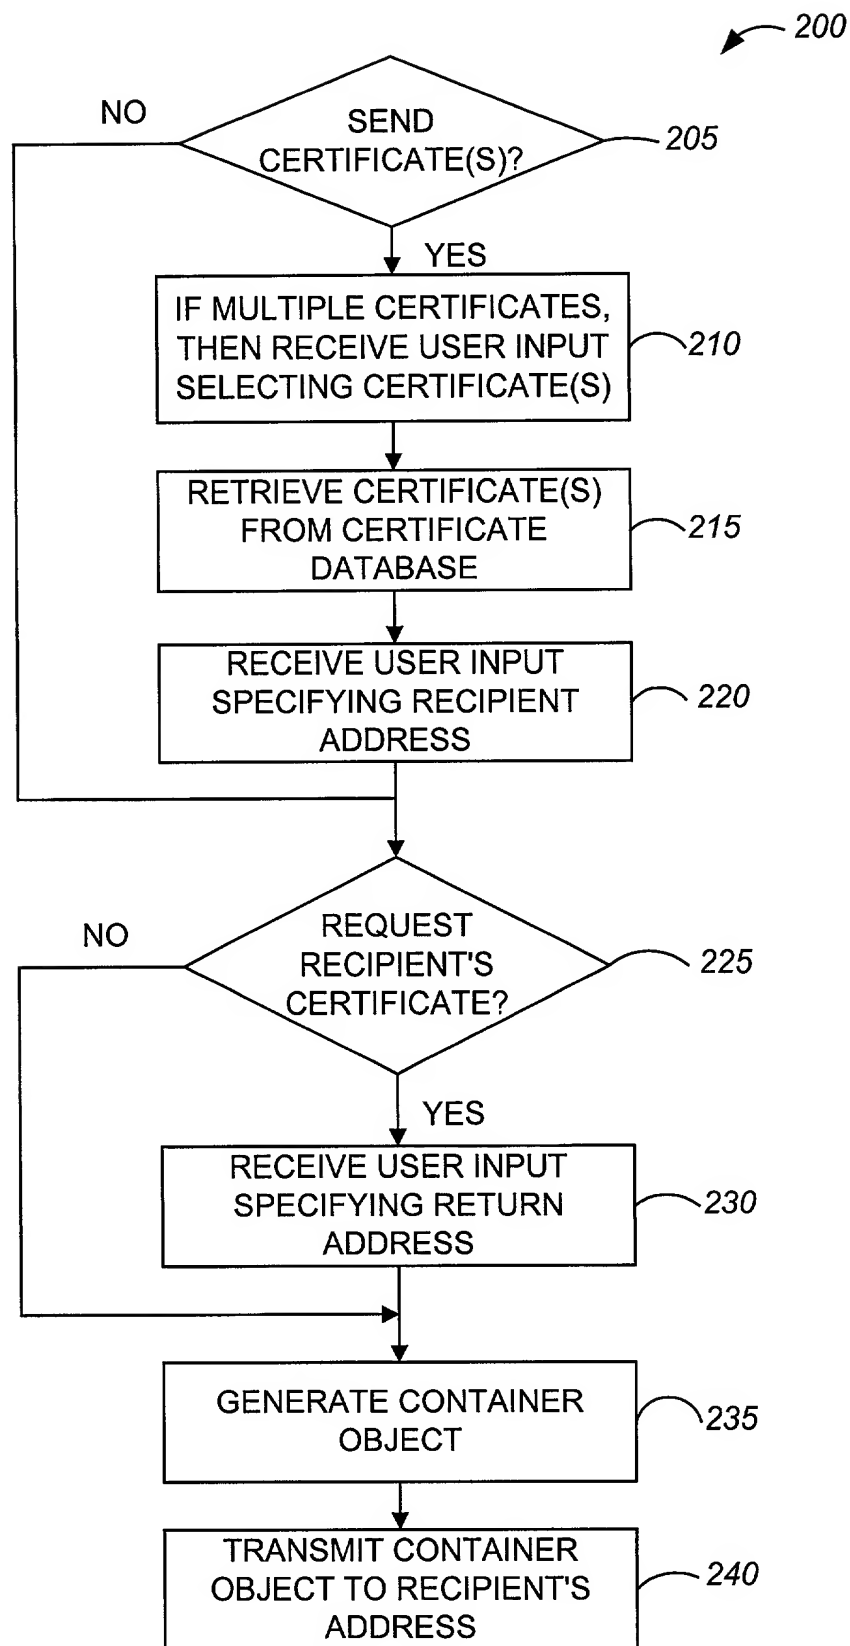 200
NO
SEND
CERTIFICATE(S)?
205
YES
IF MULTIPLE CERTIFICATES,
THEN RECEIVE USER INPUT
SELECTING CERTIFICATE(S)
210
RETRIEVE CERTIFICATE(S)
FROM CERTIFICATE
DATABASE
215
RECEIVE USER INPUT
SPECIFYING RECIPIENT
ADDRESS
220
NO
REQUEST
RECIPIENT'S
CERTIFICATE?
225
YES
RECEIVE USER INPUT
SPECIFYING RETURN
ADDRESS
230
GENERATE CONTAINER
OBJECT
235
TRANSMIT CONTAINER
OBJECT TO RECIPIENT'S
ADDRESS
240